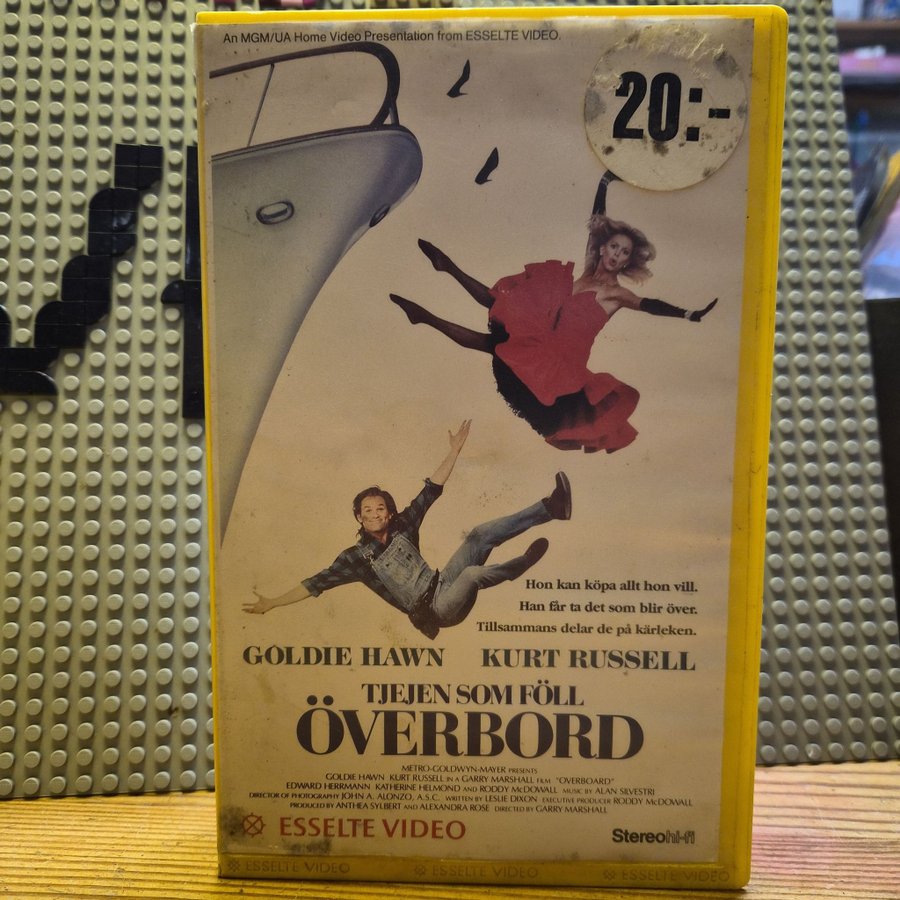 An MGM/UA Home Video Presentation from ESSELTE VIDEO.
20:-
Hon kan köpa allt hon vill.
Han får ta det som blir över.
Tillsammans delar de på kärleken.
GOLDIE HAWN KURT RUSSELL
TJEJEN SOM FÖLL
ÖVERBORD
METRO-GOLDWYN-MAYER PRESENTS
GOLDIE HAWN KURT RUSSELL IN A GARRY MARSHALL FILM "OVERBOARD"
EDWARD HERRMANN KATHERINE HELMOND AND RODDY McDOWALL MUSIC BY ALAN SILVESTRI
DIRECTOR OF PHOTOGRAPHY JOHN A. ALONZO, A.S.C. WRITTEN BY LESLIE DIXON EXECUTIVE PRODUCER RODDY McDOWALL
PRODUCED BY ANTHEA SYLBERT AND ALEXANDRA ROSE DIRECTED BY GARRY MARSHALL
ESSELTE VIDEO
Stereo hi-fi
ESSELTE VIDEO ESSELTE VIDEO ESSELTE VIDEO